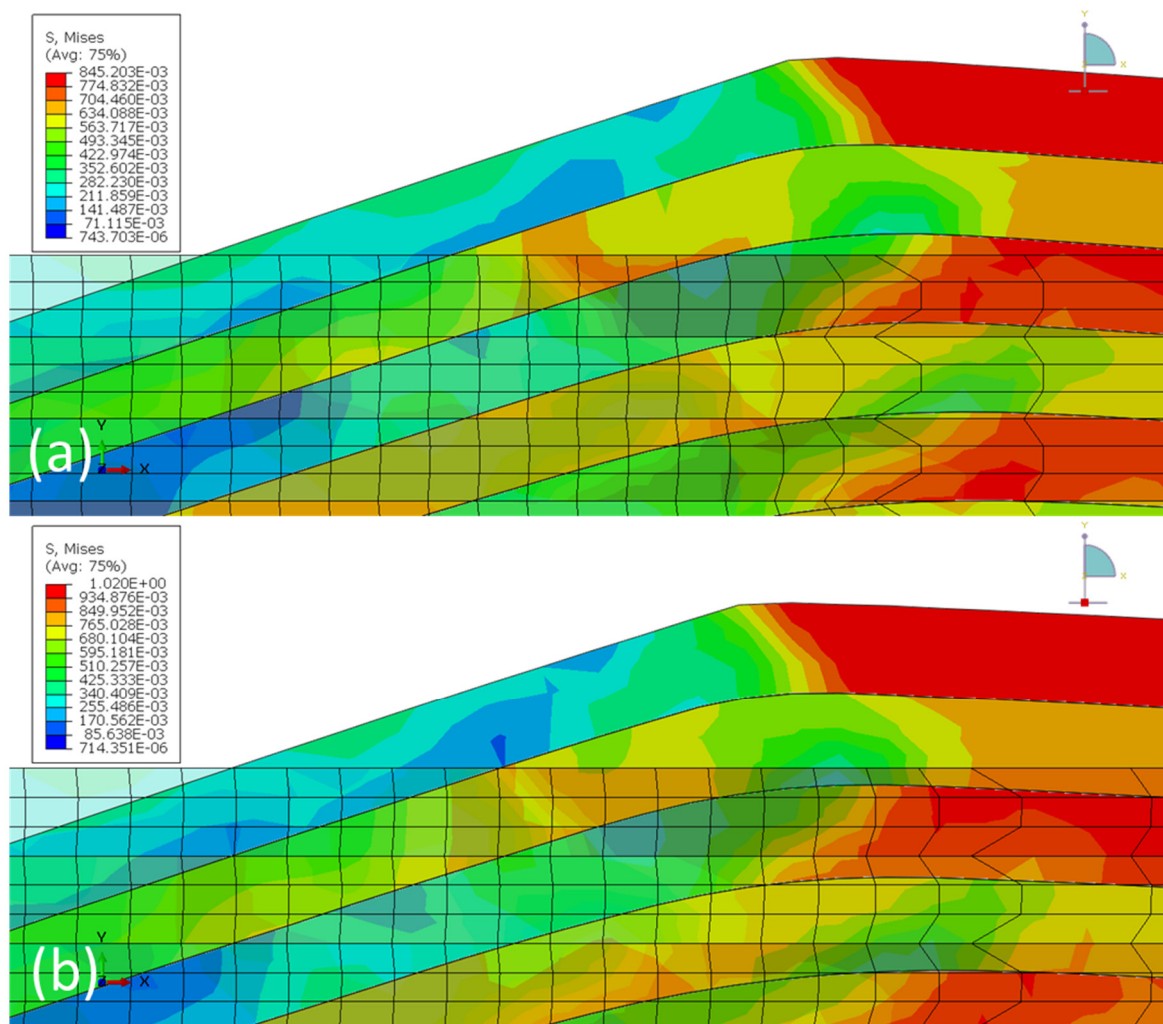 S, Mises
(Avg: 75%)
845.203E-03
774.832E-03
704.460E-03
634.088E-03
563.717E-03
493.345E-03
422.974E-03
352.602E-03
282.230E-03
211.859E-03
141.487E-03
71.115E-03
743.703E-06
Y
X
Y
X
(a)
S, Mises
(Avg: 75%)
1.020E+00
934.876E-03
849.952E-03
765.028E-03
680.104E-03
595.181E-03
510.257E-03
425.333E-03
340.409E-03
255.486E-03
170.562E-03
85.638E-03
714.351E-06
Y
X
Y
X
(b)